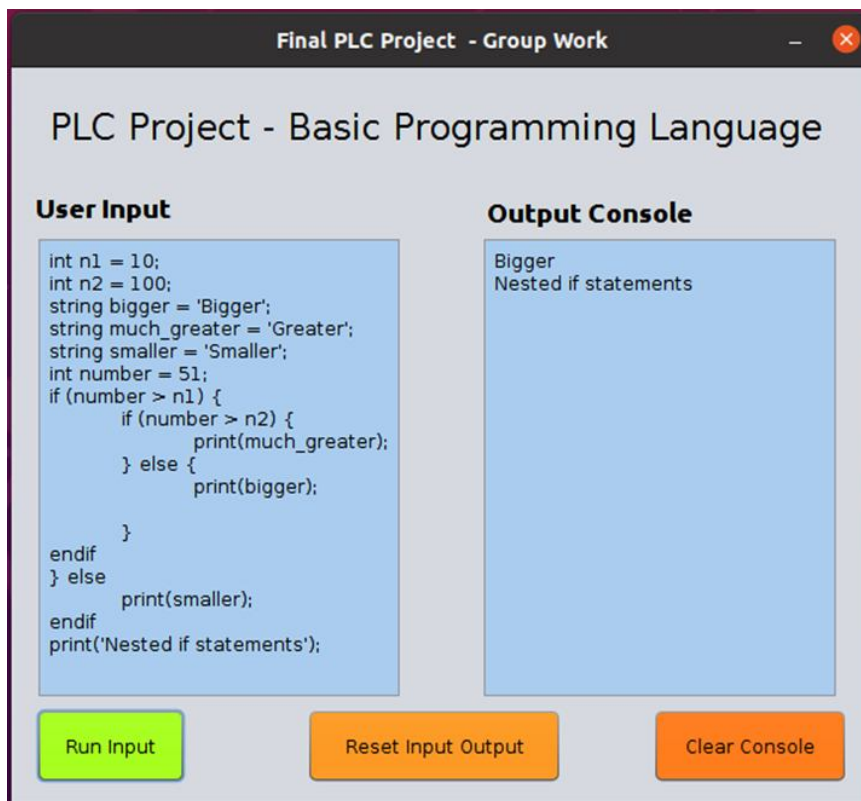 Final PLC Project - Group Work
PLC Project - Basic Programming Language
User Input
int n1 = 10;
int n2 = 100;
string bigger = 'Bigger';
string much_greater = 'Greater';
string smaller = 'Smaller';
int number = 51;
if (number > n1) {
if (number > n2) {
print(much_greater);
} else {
print(bigger);
}
endif
} else
print(smaller);
endif
print('Nested if statements');
Output Console
Bigger
Nested if statements
Run Input
Reset Input Output
Clear Console